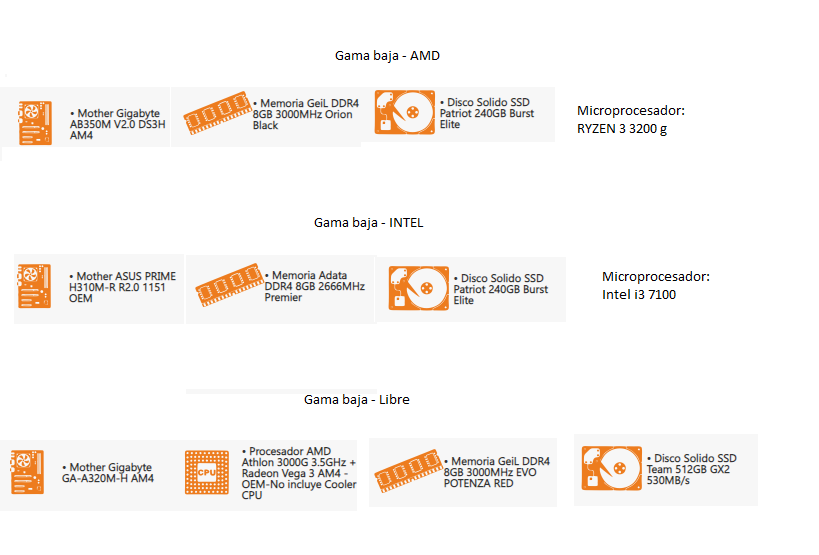 Gama baja - AMD
• Mother Gigabyte
AB350M V2.0 DS3H
AM4
• Memoria GeiL DDR4
8GB 3000MHz Orion
Black
• Disco Solido SSD
Patriot 240GB Burst
Elite
Microprocesador:
RYZEN 3 3200 g
Gama baja - INTEL
• Mother ASUS PRIME
H310M-R R2.0 1151
OEM
• Memoria Adata
DDR4 8GB 2666MHz
Premier
• Disco Solido SSD
Patriot 240GB Burst
Elite
Microprocesador:
Intel i3 7100
Gama baja - Libre
• Mother Gigabyte
GA-A320M-H AM4
CPU
• Procesador AMD
Athlon 3000G 3.5GHz +
Radeon Vega 3 AM4 -
OEM-No incluye Cooler
CPU
• Memoria GeiL DDR4
8GB 3000MHz EVO
POTENZA RED
• Disco Solido SSD
Team 512GB GX2
530MB/s